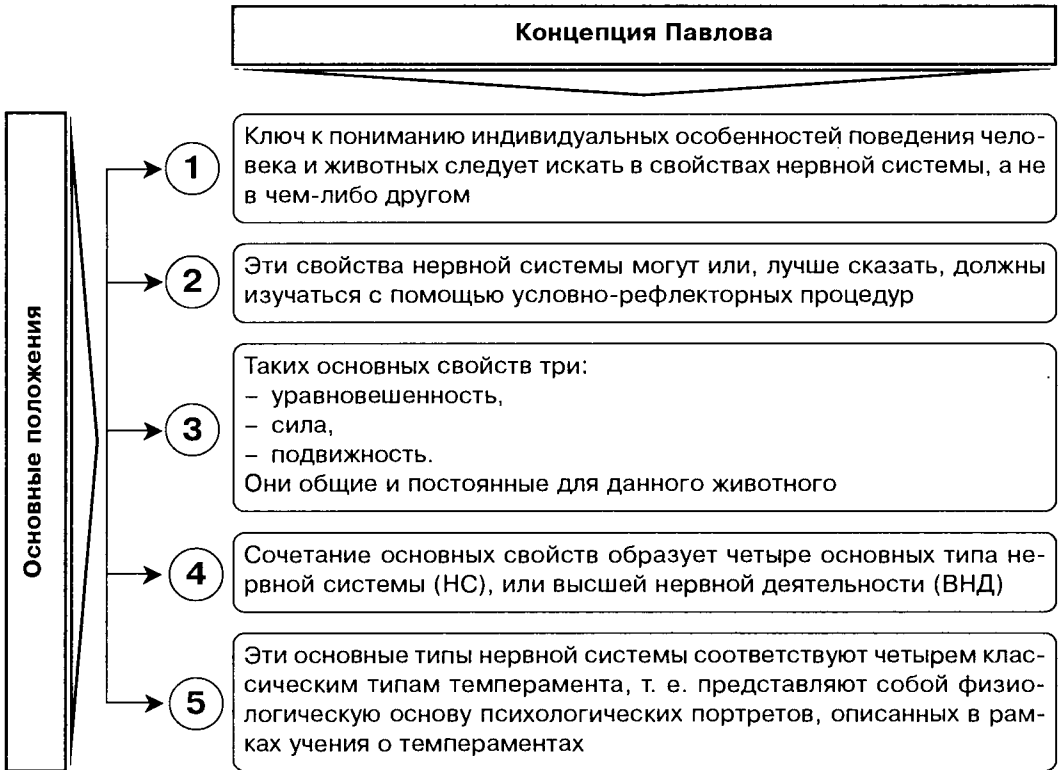 Концепция Павлова
Основные положения
1
Ключ к пониманию индивидуальных особенностей поведения чело-
века и животных следует искать в свойствах нервной системы, а не
в чем-либо другом
2
Эти свойства нервной системы могут или, лучше сказать, должны
изучаться с помощью условно-рефлекторных процедур
3
Таких основных свойств три:
– уравновешенность,
– сила,
– подвижность.
Они общие и постоянные для данного животного
4
Сочетание основных свойств образует четыре основных типа не-
рвной системы (НС), или высшей нервной деятельности (ВНД)
5
Эти основные типы нервной системы соответствуют четырем клас-
сическим типам темперамента, т. е. представляют собой физио-
логическую основу психологических портретов, описанных в рам-
ках учения о темпераментах